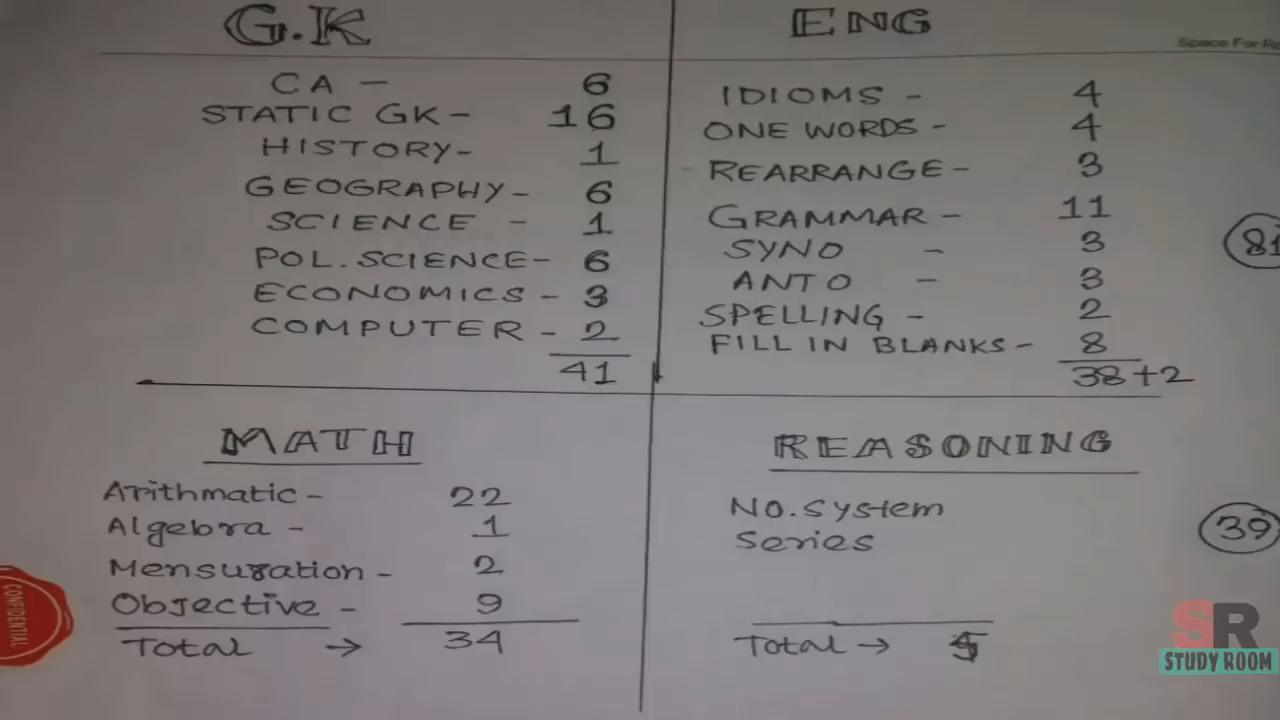 G.K
CA - 6
STATIC GK - 16
HISTORY - 1
GEOGRAPHY - 6
SCIENCE - 1
POL. SCIENCE - 6
ECONOMICS - 3
COMPUTER - 2
41
ENG
Space For
IDIOMS - 4
ONE WORDS - 4
REARRANGE - 3
GRAMMAR - 11
SYNO - 3
ANTO - 3
SPELLING - 2
FILL IN BLANKS - 8
38+2
81
MATH
Arithmatic - 22
Algebra - 1
Mensuration - 2
Objective - 9
Total → 34
REASONING
No. System
Series
Total →
39
CONFIDENTIAL
SR
STUDY ROOM